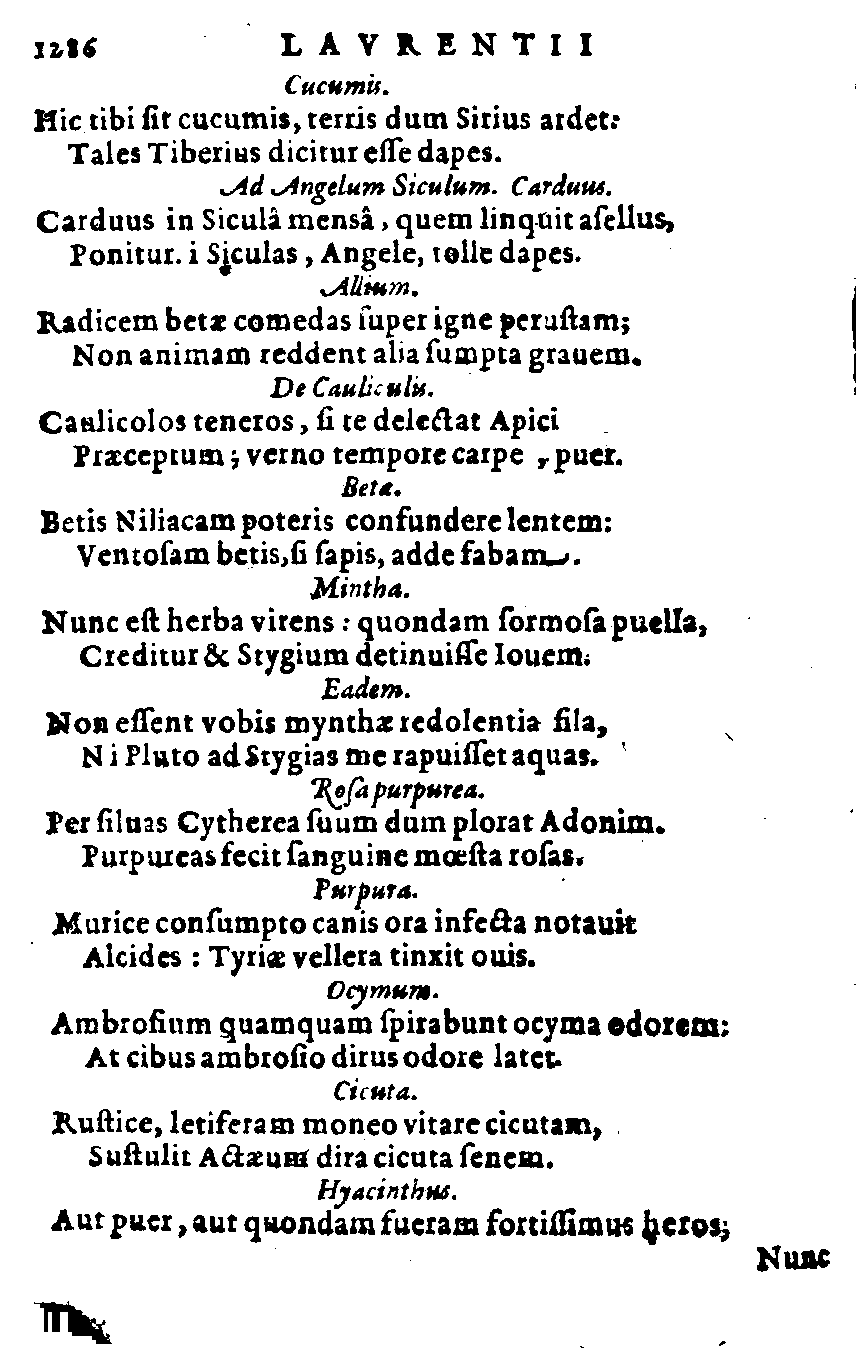 1286 LAVRENTII
Cucumis.
Hic tibi ſit cucumis, terris dum Sirius ardet:
Tales Tiberius dicitur eſſe dapes.
Ad Angelum Siculum. Carduus.
Carduus in Siculâ mensâ, quem linquit aſellus,
Ponitur. i Siculas, Angele, tolle dapes.
Allium.
Radicem betæ comedas ſuper igne peruſtam;
Non animam reddent alia ſumpta grauem.
De Cauliculis.
Caulicolos teneros, ſi te delectat Apici
Præceptum; verno tempore carpe, puer.
Beta.
Betis Niliacam poteris confundere lentem:
Ventoſam betis, ſi ſapis, adde fabam.
Mintha.
Nunc eſt herba virens: quondam formoſa puella,
Creditur & Stygium detinuiſſe Iouem.
Eadem.
Non eſſent vobis mynthæ redolentia fila,
Ni Pluto ad Stygias me rapuiſſet aquas.
Roſa purpurea.
Per ſiluas Cytherea ſuum dum plorat Adonim.
Purpureas fecit ſanguine mœſta roſas.
Purpura.
Murice conſumpto canis ora infecta notauit
Alcides: Tyriæ vellera tinxit ouis.
Ocymum.
Ambroſium quamquam ſpirabunt ocyma odorem:
At cibus ambroſio dirus odore latet.
Cicuta.
Ruſtice, letiferam moneo vitare cicutam,
Suſtulit Actæum dira cicuta ſenem.
Hyacinthus.
Aut puer, aut quondam fueram fortiſſimus heros;
Nunc